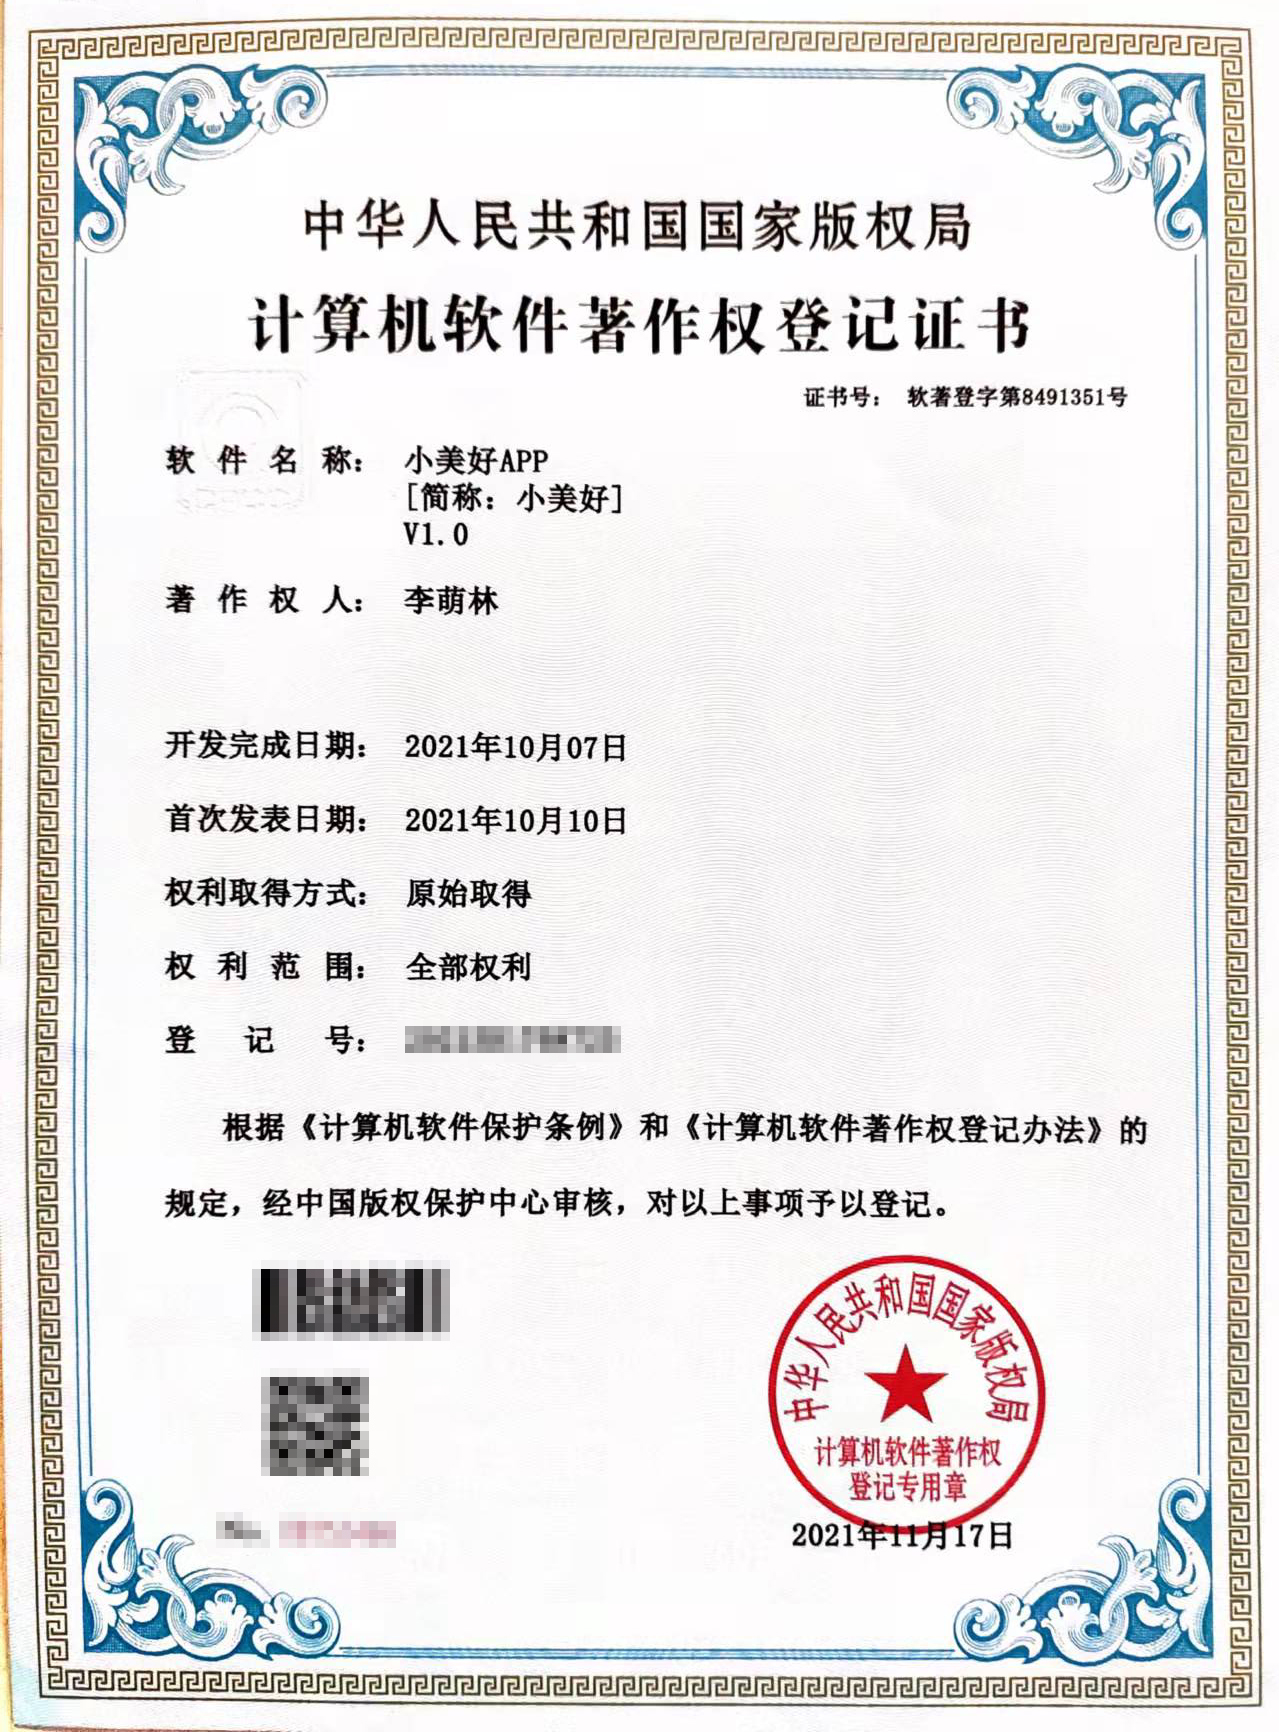 中华人民共和国国家版权局
计算机软件著作权登记证书
证书号： 软著登字第8491351号
软件名称： 小美好APP
[简称：小美好]
V1.0
著作权人： 李萌林
开发完成日期： 2021年10月07日
首次发表日期： 2021年10月10日
权利取得方式： 原始取得
权利范围： 全部权利
登记号：
根据《计算机软件保护条例》和《计算机软件著作权登记办法》的
规定，经中国版权保护中心审核，对以上事项予以登记。
中华人民共和国国家版权局
计算机软件著作权
登记专用章
2021年11月17日